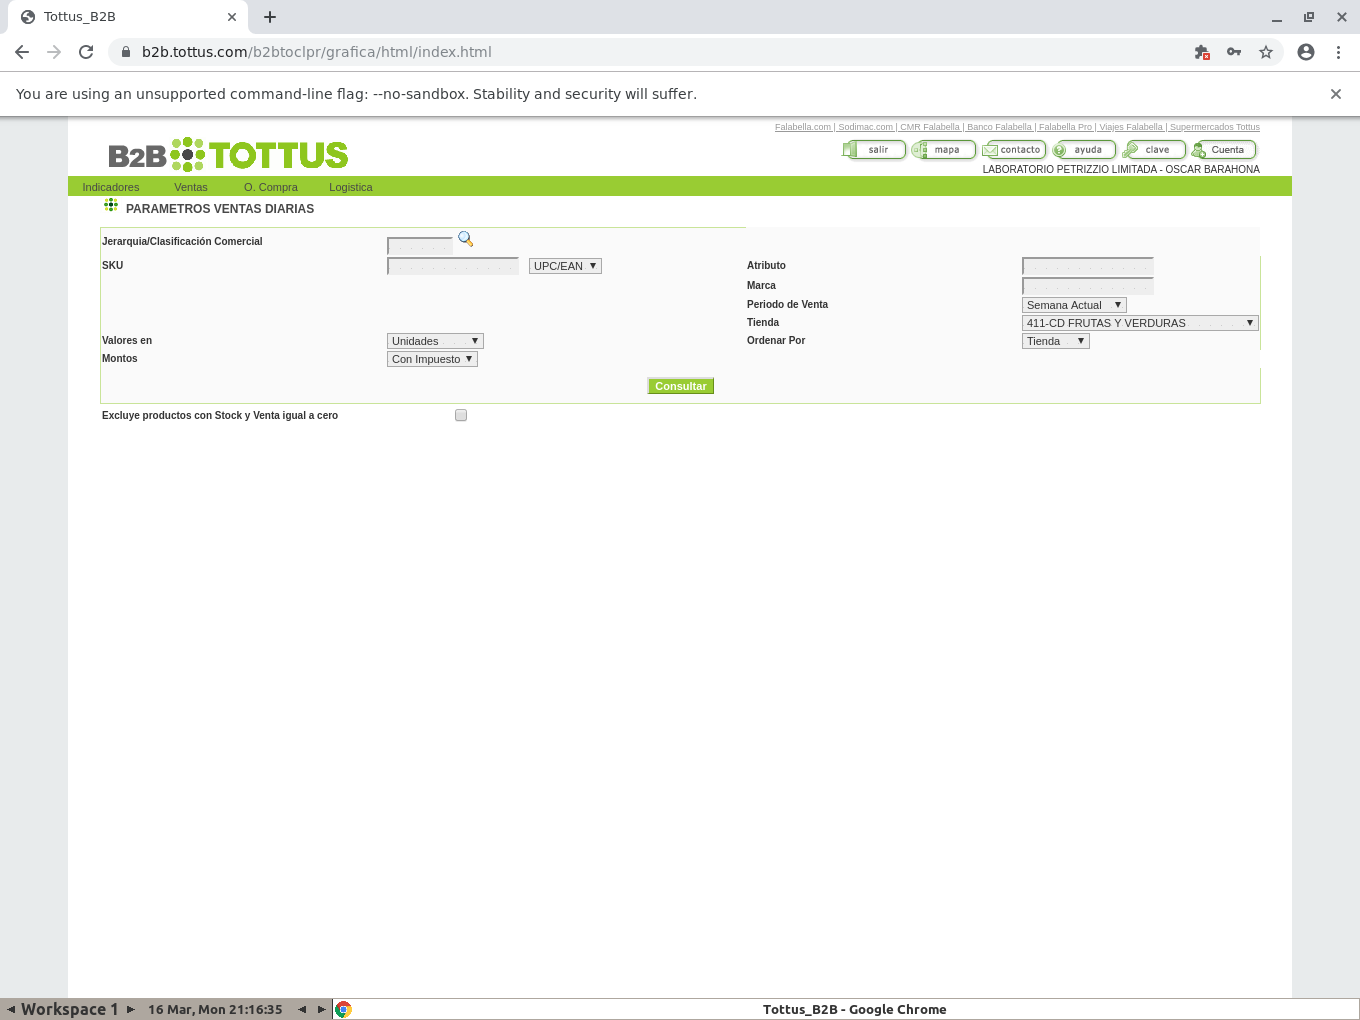 Tottus_B2B
b2b.tottus.com/b2btoclpr/grafica/html/index.html
You are using an unsupported command-line flag: --no-sandbox. Stability and security will suffer.
Falabella.com | Sodimac.com | CMR Falabella | Banco Falabella | Falabella Pro | Viajes Falabella | Supermercados Tottus
B2B TOTTUS
salir mapa contacto ayuda clave Cuenta
LABORATORIO PETRIZZIO LIMITADA - OSCAR BARAHONA
Indicadores Ventas O. Compra Logistica
PARAMETROS VENTAS DIARIAS
Jerarquia/Clasificación Comercial
SKU UPC/EAN Atributo
Marca
Periodo de Venta Semana Actual
Tienda 411-CD FRUTAS Y VERDURAS
Valores en Unidades Ordenar Por Tienda
Montos Con Impuesto
Consultar
Excluye productos con Stock y Venta igual a cero
Workspace 1 16 Mar, Mon 21:16:35 Tottus_B2B - Google Chrome